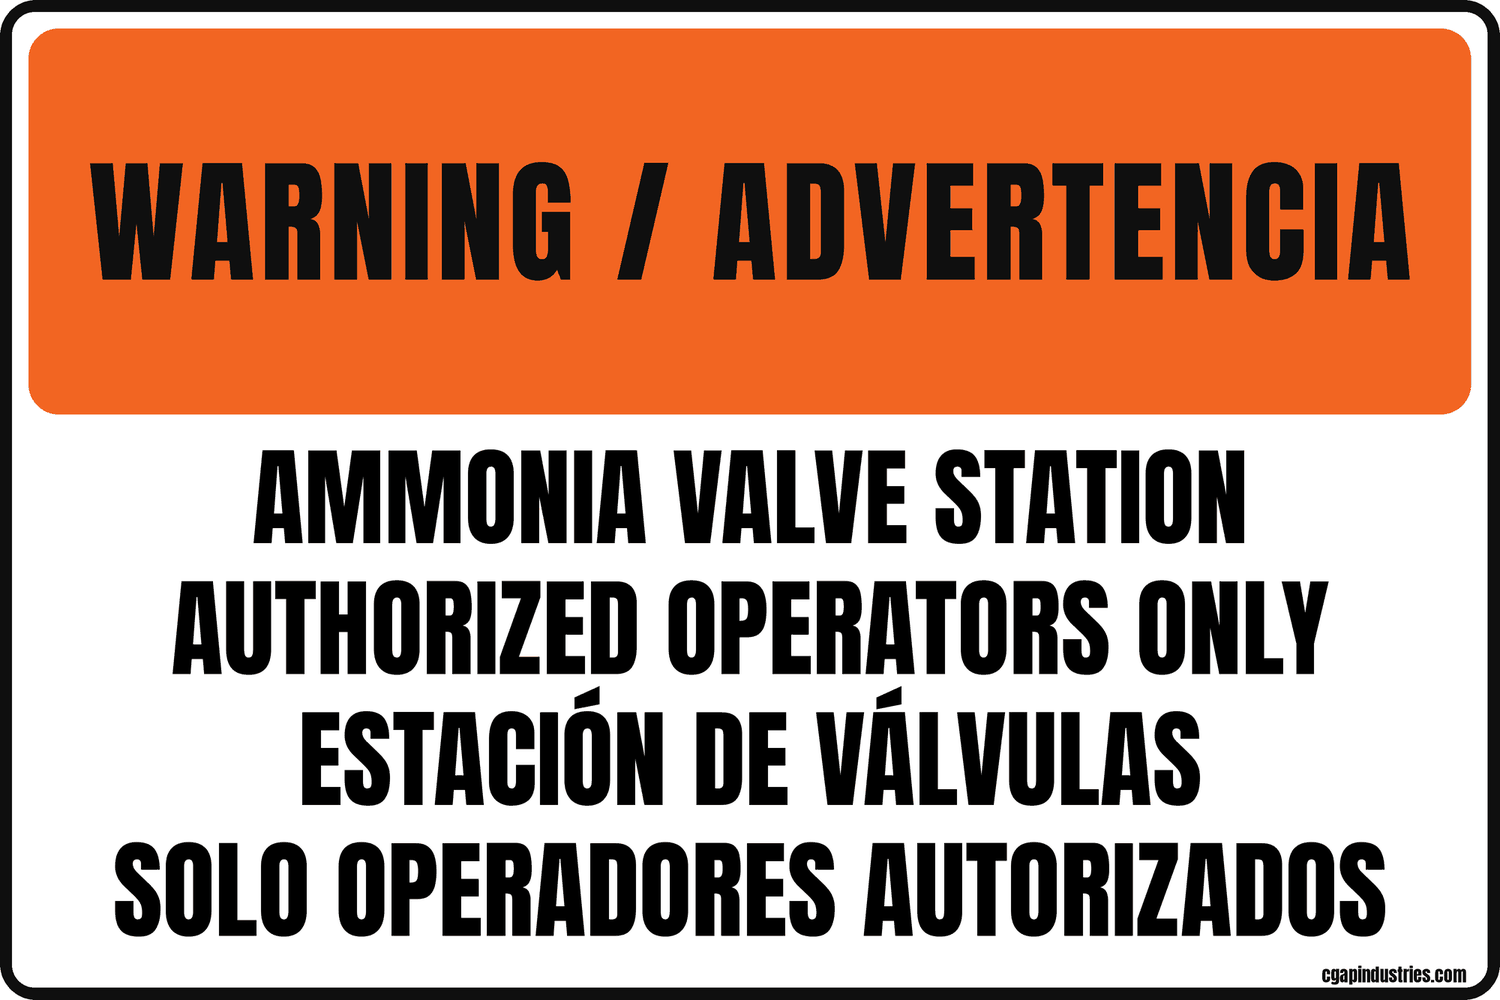 WARNING / ADVERTENCIA
AMMONIA VALVE STATION
AUTHORIZED OPERATORS ONLY
ESTACIÓN DE VÁLVULAS
SOLO OPERADORES AUTORIZADOS
cgapindustries.com